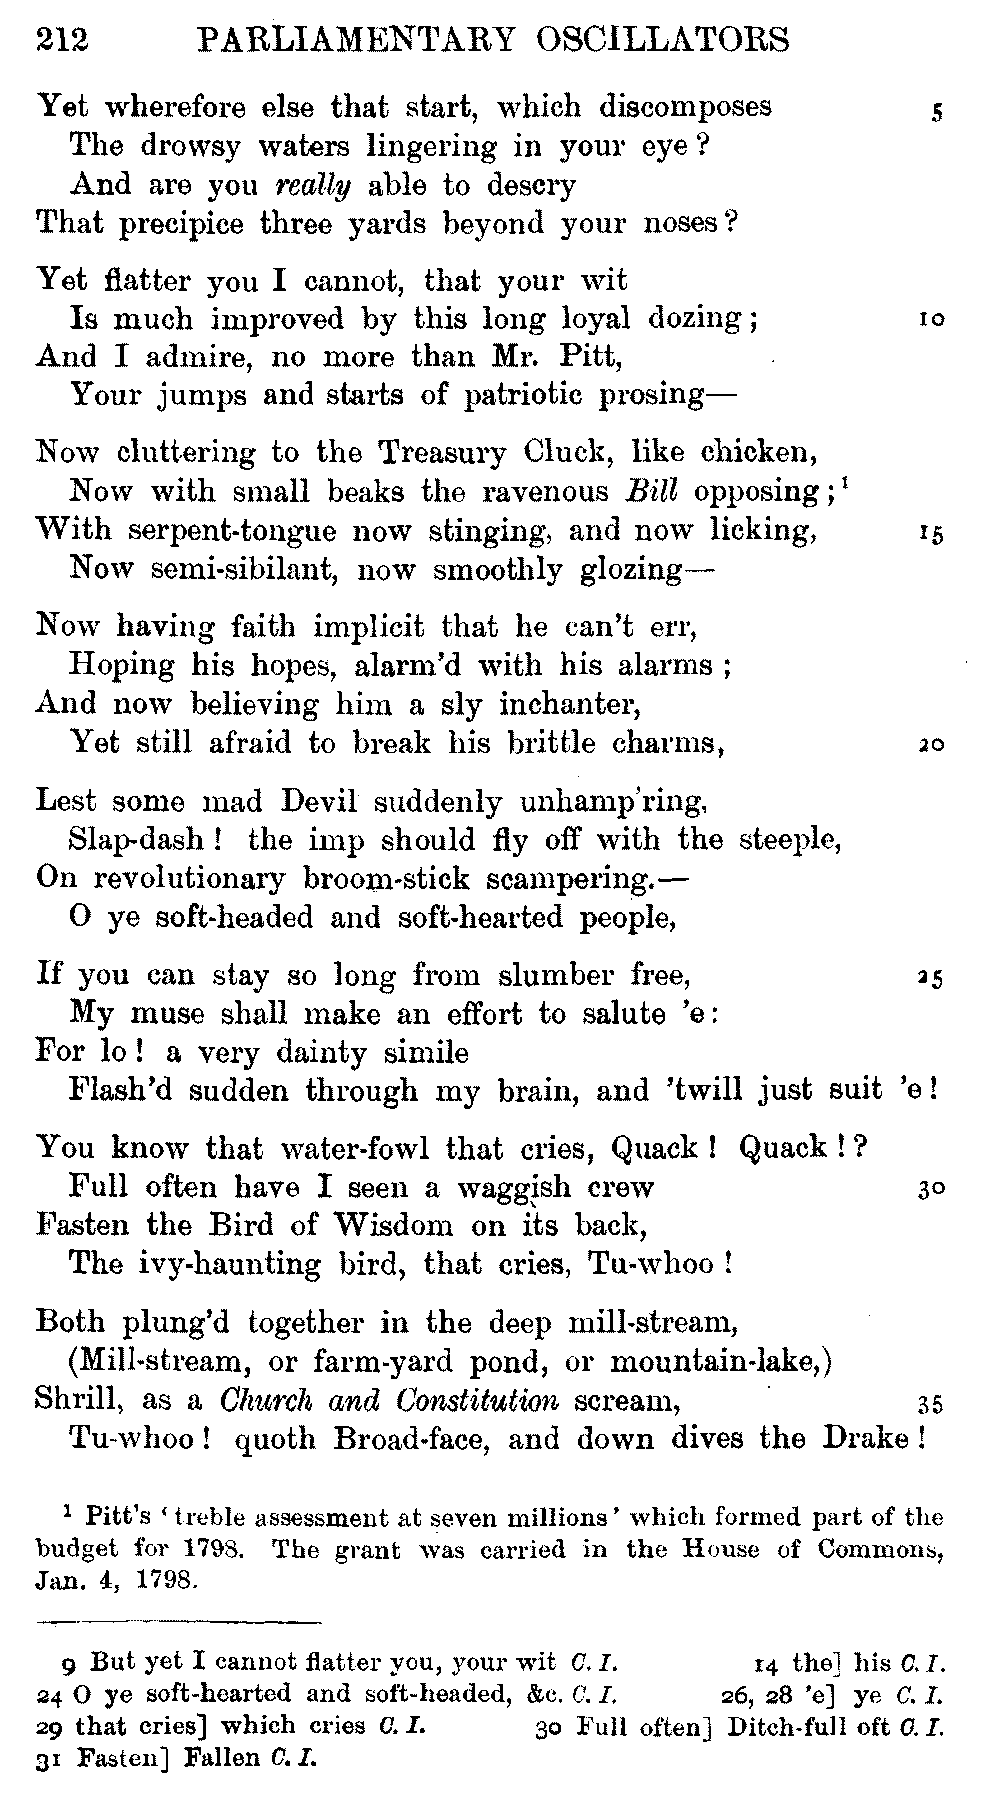 212 PARLIAMENTARY OSCILLATORS
Yet wherefore else that start, which discomposes 5
The drowsy waters lingering in your eye?
And are you really able to descry
That precipice three yards beyond your noses?
Yet flatter you I cannot, that your wit
Is much improved by this long loyal dozing; 10
And I admire, no more than Mr. Pitt,
Your jumps and starts of patriotic prosing—
Now cluttering to the Treasury Cluck, like chicken,
Now with small beaks the ravenous Bill opposing;¹
With serpent-tongue now stinging, and now licking, 15
Now semi-sibilant, now smoothly glozing—
Now having faith implicit that he can't err,
Hoping his hopes, alarm'd with his alarms;
And now believing him a sly inchanter,
Yet still afraid to break his brittle charms, 20
Lest some mad Devil suddenly unhamp'ring,
Slap-dash! the imp should fly off with the steeple,
On revolutionary broom-stick scampering.—
O ye soft-headed and soft-hearted people,
If you can stay so long from slumber free, 25
My muse shall make an effort to salute 'e:
For lo! a very dainty simile
Flash'd sudden through my brain, and 'twill just suit 'e!
You know that water-fowl that cries, Quack! Quack!?
Full often have I seen a waggish crew 30
Fasten the Bird of Wisdom on its back,
The ivy-haunting bird, that cries, Tu-whoo!
Both plung'd together in the deep mill-stream,
(Mill-stream, or farm-yard pond, or mountain-lake,)
Shrill, as a Church and Constitution scream, 35
Tu-whoo! quoth Broad-face, and down dives the Drake!
¹ Pitt's 'treble assessment at seven millions' which formed part of the
budget for 1798. The grant was carried in the House of Commons,
Jan. 4, 1798.
9 But yet I cannot flatter you, your wit C. I. 14 the] his C. I.
24 O ye soft-hearted and soft-headed, &c. C. I. 26, 28 'e] ye C. I.
29 that cries] which cries C. I. 30 Full often] Ditch-full oft C. I.
31 Fasten] Fallen C. I.